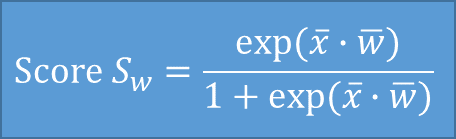 Score S_w = exp(x̄ · w̄) / 1 + exp(x̄ · w̄)